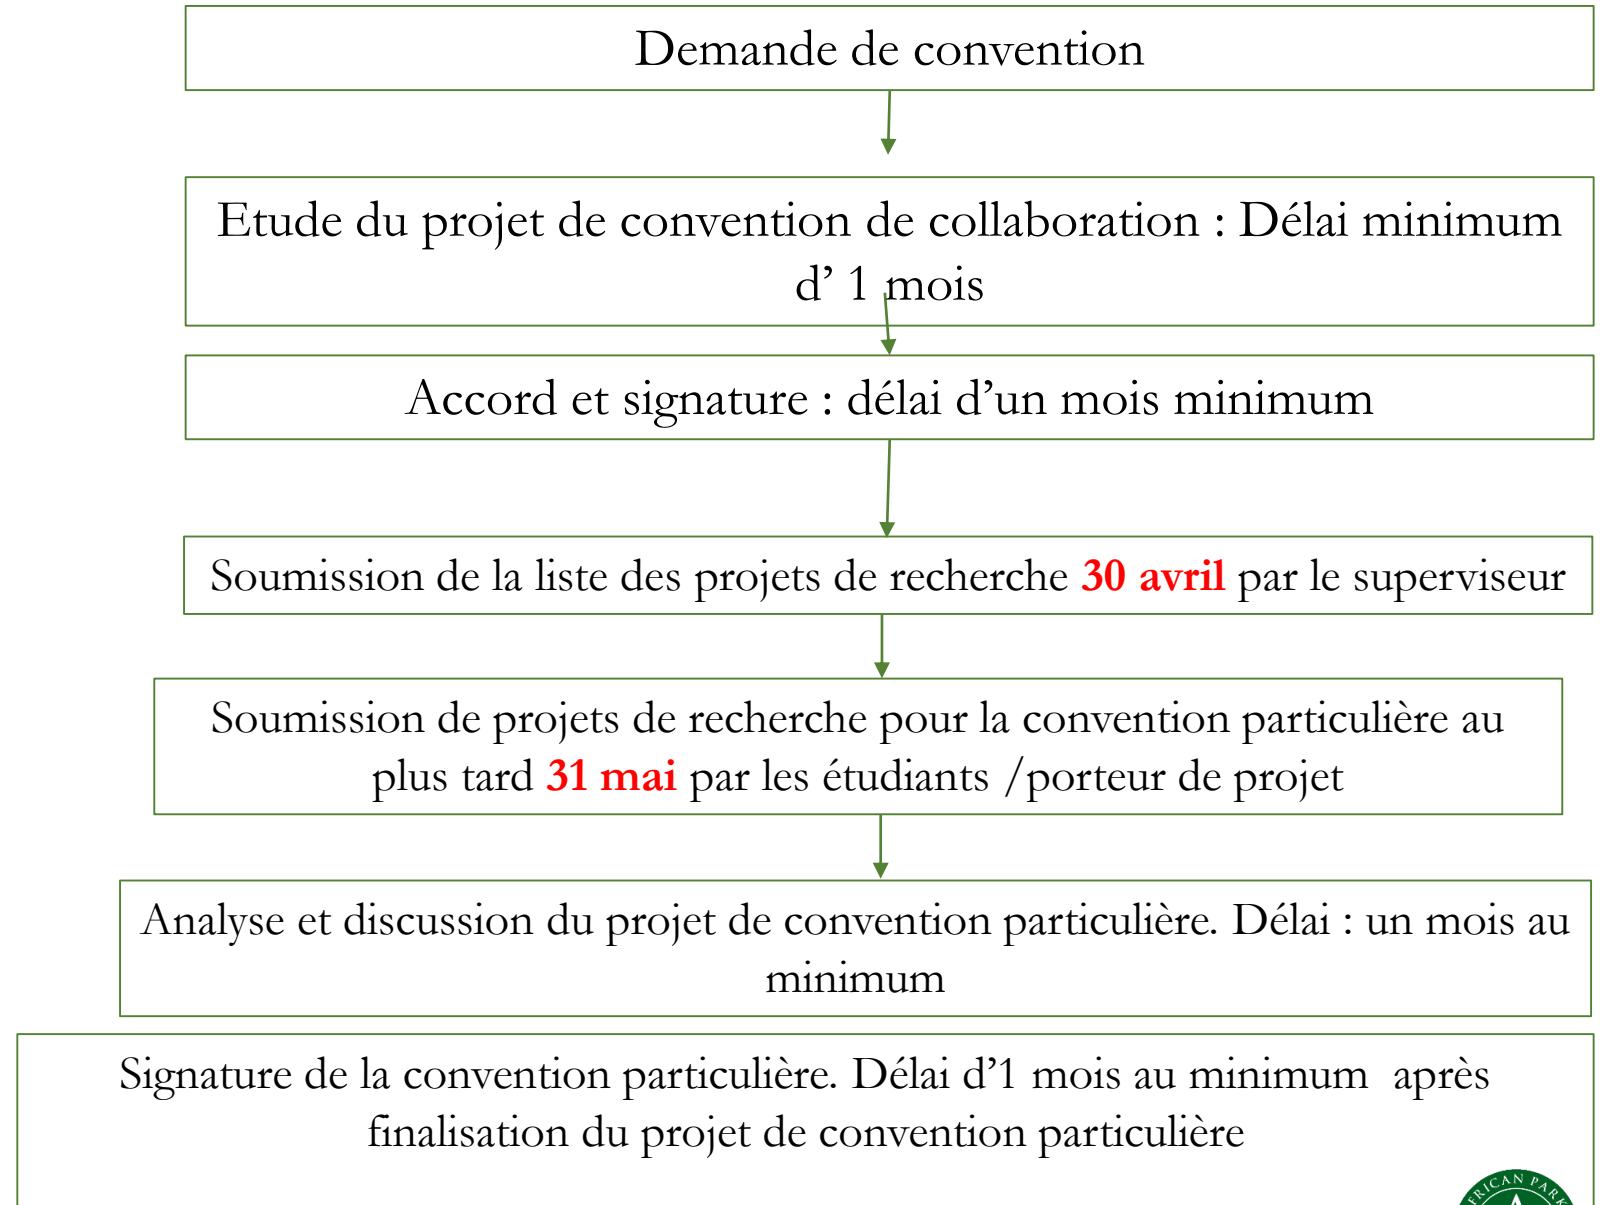 Demande de convention
Etude du projet de convention de collaboration : Délai minimum
d’ 1 mois
Accord et signature : délai d’un mois minimum
Soumission de la liste des projets de recherche 30 avril par le superviseur
Soumission de projets de recherche pour la convention particulière au
plus tard 31 mai par les étudiants /porteur de projet
Analyse et discussion du projet de convention particulière. Délai : un mois au
minimum
Signature de la convention particulière. Délai d’1 mois au minimum  après
finalisation du projet de convention particulière